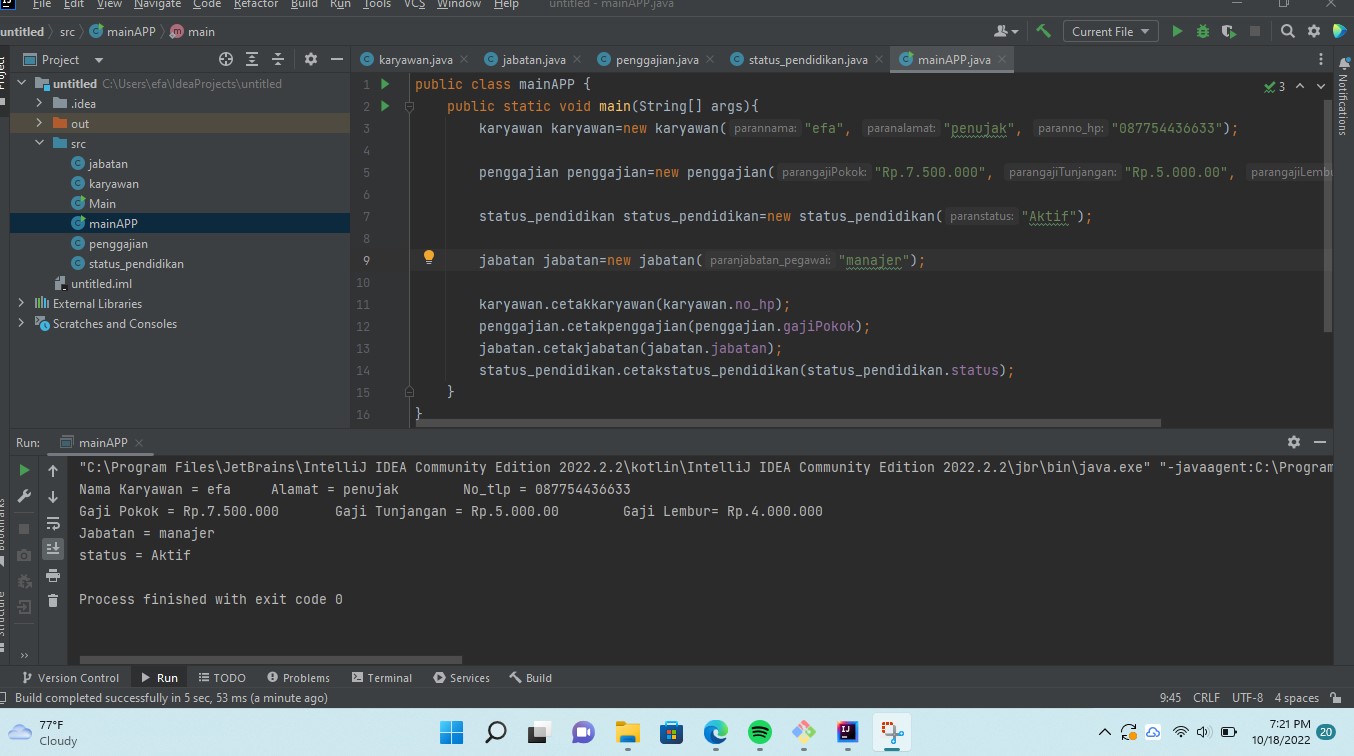 File Edit View Navigate Code Refactor Build Run Tools VCS Window Help untitled - mainAPP.java
untitled src mainAPP main Current File
Project
Project
karyawan.java jabatan.java penggajian.java status_pendidikan.java mainAPP.java
untitled C:\Users\efa\IdeaProjects\untitled
.idea
out
src
jabatan
karyawan
Main
mainAPP
penggajian
status_pendidikan
untitled.iml
External Libraries
Scratches and Consoles
1 public class mainAPP {
3
2 public static void main(String[] args){
3 karyawan karyawan=new karyawan( parannama: "efa", paranalamat: "penujak", paranno_hp: "087754436633");
4
5 penggajian penggajian=new penggajian( parangajiPokok: "Rp.7.500.000", parangajiTunjangan: "Rp.5.000.00", parangajiLembu
6
7 status_pendidikan status_pendidikan=new status_pendidikan( paranstatus: "Aktif");
8
9 jabatan jabatan=new jabatan( paranjabatan_pegawai: "manajer");
10
11 karyawan.cetakkaryawan(karyawan.no_hp);
12 penggajian.cetakpenggajian(penggajian.gajiPokok);
13 jabatan.cetakjabatan(jabatan.jabatan);
14 status_pendidikan.cetakstatus_pendidikan(status_pendidikan.status);
15 }
16 }
Notifications
Run: mainAPP
"C:\Program Files\JetBrains\IntelliJ IDEA Community Edition 2022.2.2\kotlin\IntelliJ IDEA Community Edition 2022.2.2\jbr\bin\java.exe" "-javaagent:C:\Program
Nama Karyawan = efa Alamat = penujak No_tlp = 087754436633
Gaji Pokok = Rp.7.500.000 Gaji Tunjangan = Rp.5.000.00 Gaji Lembur= Rp.4.000.000
Jabatan = manajer
status = Aktif
Process finished with exit code 0
Bookmarks
Structure
Version Control Run TODO Problems Terminal Services Build
Build completed successfully in 5 sec, 53 ms (a minute ago) 9:45 CRLF UTF-8 4 spaces
77°F
Cloudy
7:21 PM
10/18/2022
20